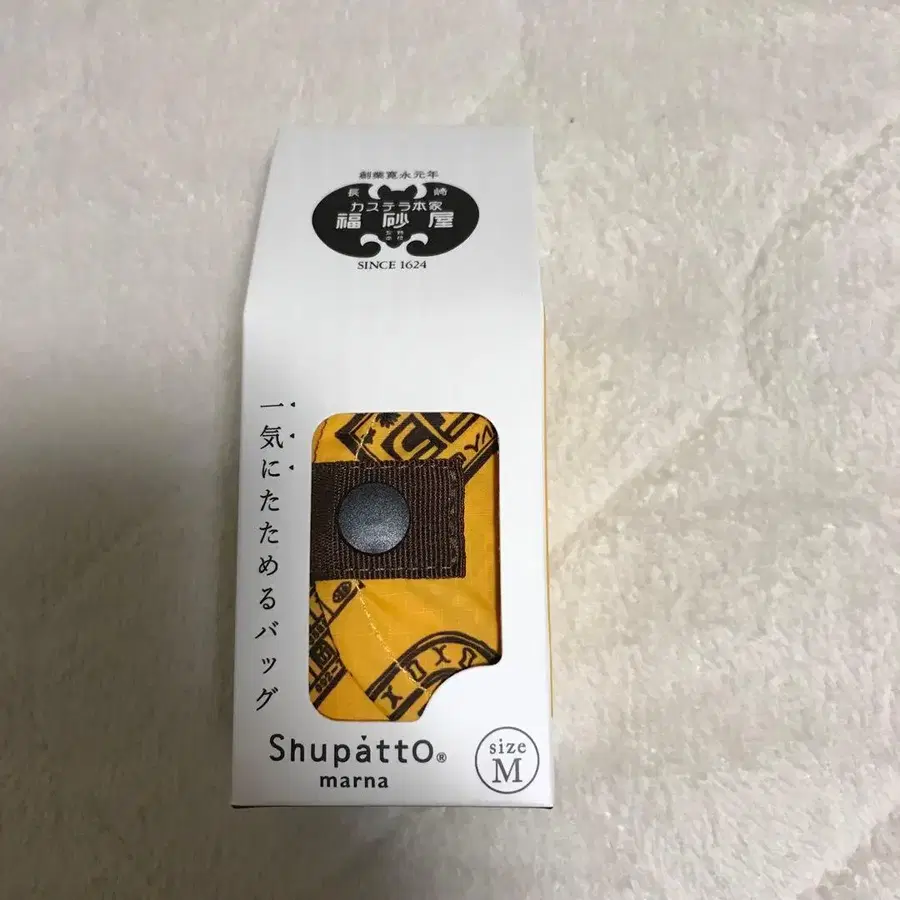 創業寛永元年
長崎
カステラ本家
福砂屋
SINCE 1624
一気にたためるバッグ
Shupatto®
marna
size
M